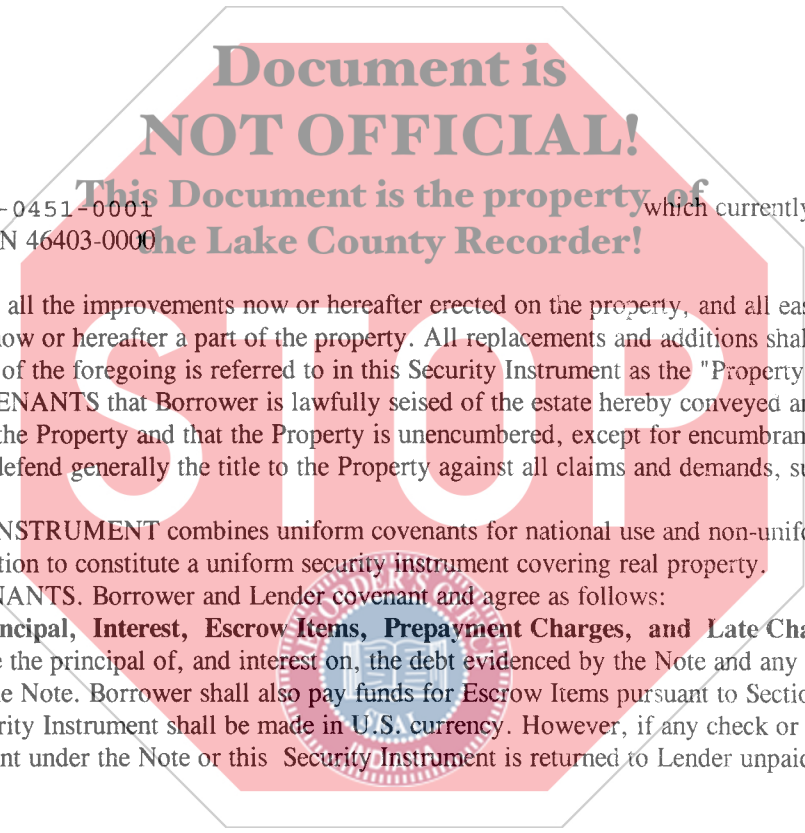 Document is
NOT OFFICIAL!
This Document is the property of
the Lake County Recorder!
-0451-0001 which currently
N 46403-0000
all the improvements now or hereafter erected on the property, and all eas
ow or hereafter a part of the property. All replacements and additions shal
of the foregoing is referred to in this Security Instrument as the "Property
ENANTS that Borrower is lawfully seised of the estate hereby conveyed an
the Property and that the Property is unencumbered, except for encumbran
defend generally the title to the Property against all claims and demands, su
STOP
NSTRUMENT combines uniform covenants for national use and non-unifo
tion to constitute a uniform security instrument covering real property.
NANTS. Borrower and Lender covenant and agree as follows:
ncipal, Interest, Escrow Items, Prepayment Charges, and Late Cha
e the principal of, and interest on, the debt evidenced by the Note and any
e Note. Borrower shall also pay funds for Escrow Items pursuant to Sectio
rity Instrument shall be made in U.S. currency. However, if any check or
nt under the Note or this Security Instrument is returned to Lender unpaid
RECORDER'S OFFICE
SEAL
INDIANA